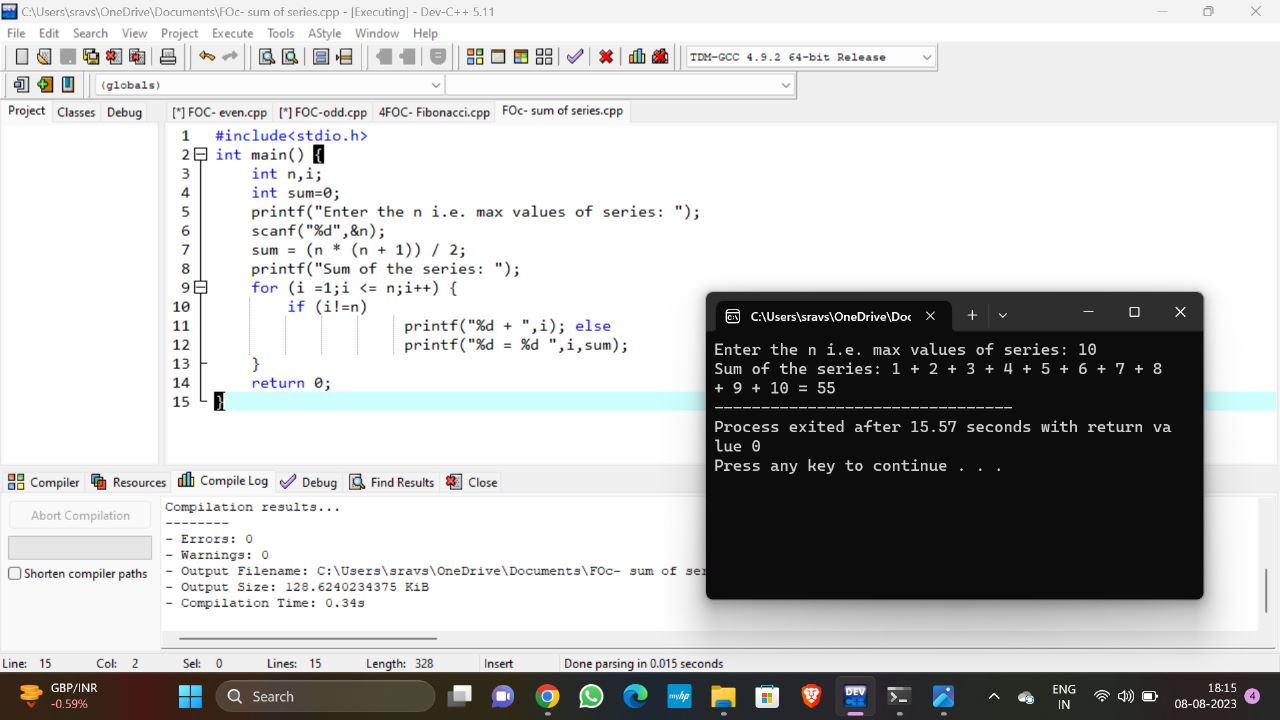 C:\Users\sravs\OneDrive\Documents\FOc- sum of series.cpp - [Executing] - Dev-C++ 5.11
File Edit Search View Project Execute Tools AStyle Window Help
TDM-GCC 4.9.2 64-bit Release
(globals)
Project Classes Debug
[*] FOC- even.cpp [*] FOC-odd.cpp 4FOC- Fibonacci.cpp FOc- sum of series.cpp
1 #include<stdio.h>
2 int main() {
3 int n,i;
4 int sum=0;
5 printf("Enter the n i.e. max values of series: ");
6 scanf("%d",&n);
7 sum = (n * (n + 1)) / 2;
8 printf("Sum of the series: ");
9 for (i =1;i <= n;i++) {
10 if (i!=n)
11 printf("%d + ",i); else
12 printf("%d = %d ",i,sum);
13 }
14 return 0;
15 }
C:\Users\sravs\OneDrive\Doc
Enter the n i.e. max values of series: 10
Sum of the series: 1 + 2 + 3 + 4 + 5 + 6 + 7 + 8
+ 9 + 10 = 55
--------------------------------
Process exited after 15.57 seconds with return va
lue 0
Press any key to continue . . .
Compiler Resources Compile Log Debug Find Results Close
Abort Compilation
Shorten compiler paths
Compilation results...
--------
- Errors: 0
- Warnings: 0
- Output Filename: C:\Users\sravs\OneDrive\Documents\FOc- sum of ser
- Output Size: 128.6240234375 KiB
- Compilation Time: 0.34s
Line: 15 Col: 2 Sel: 0 Lines: 15 Length: 328 Insert Done parsing in 0.015 seconds
GBP/INR
-0.59%
Search
myhp
DEV
C++
ENG
IN
18:15
08-08-2023
4